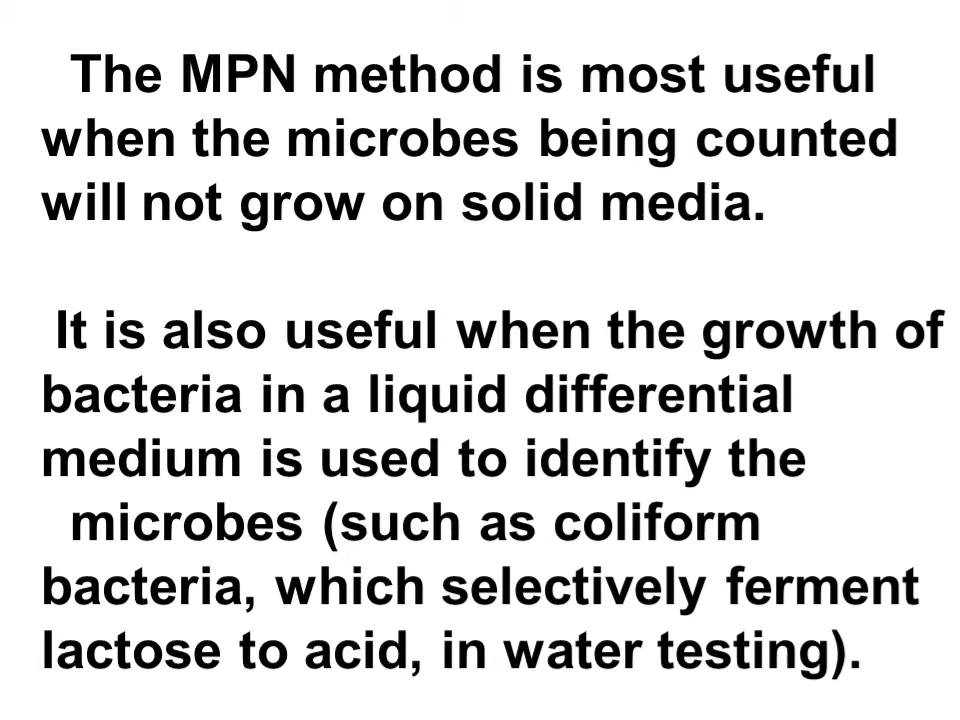 The MPN method is most useful
when the microbes being counted
will not grow on solid media.
It is also useful when the growth of
bacteria in a liquid differential
medium is used to identify the
microbes (such as coliform
bacteria, which selectively ferment
lactose to acid, in water testing).